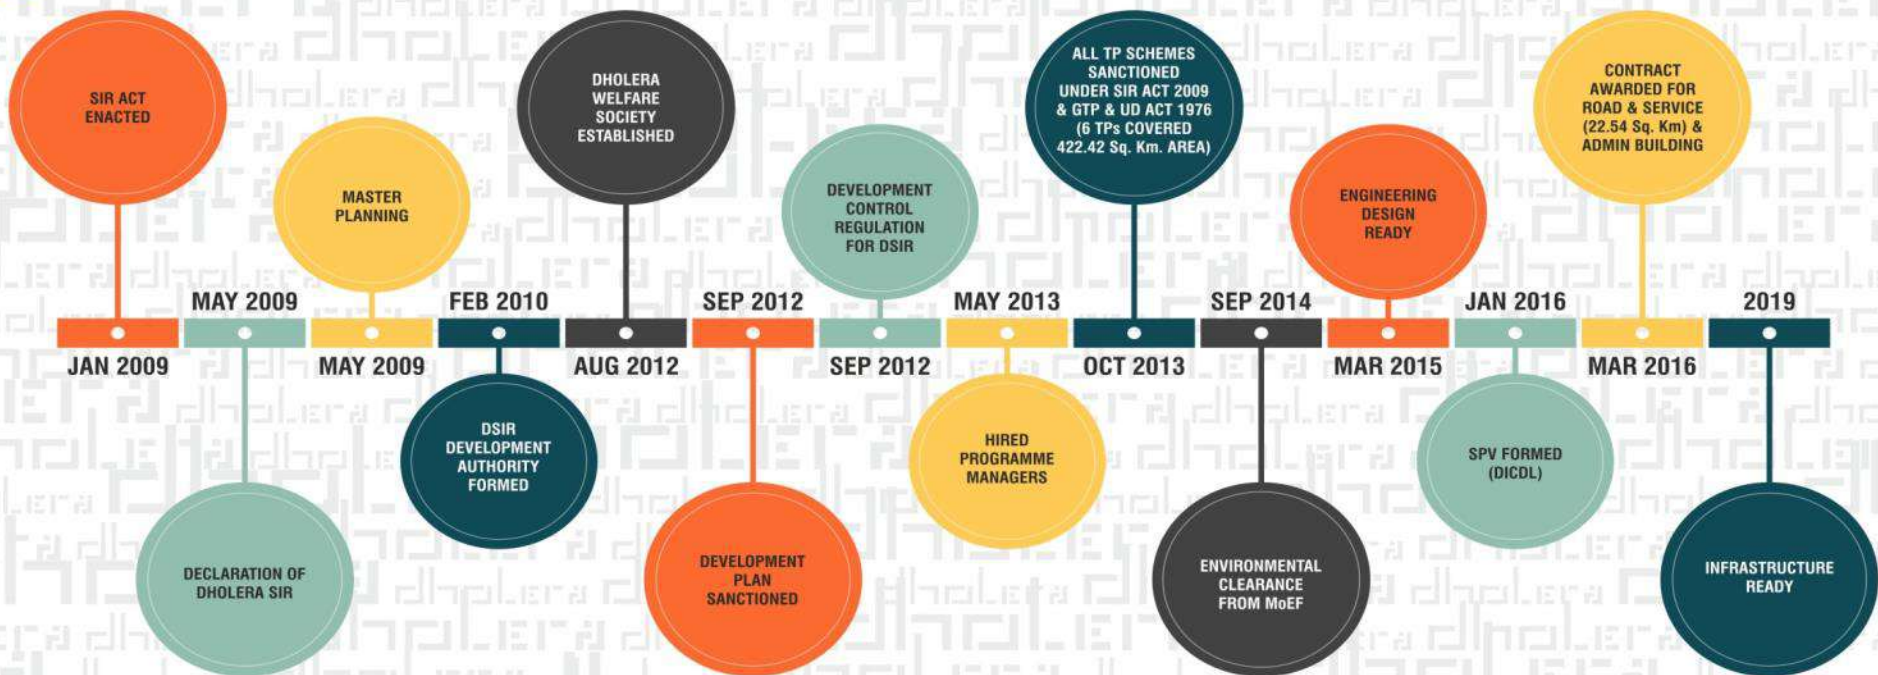 SIR ACT
ENACTED
JAN 2009
MAY 2009
DECLARATION OF
DHOLERA SIR
MASTER
PLANNING
MAY 2009
FEB 2010
DSIR
DEVELOPMENT
AUTHORITY
FORMED
DHOLERA
WELFARE
SOCIETY
ESTABLISHED
AUG 2012
SEP 2012
DEVELOPMENT
PLAN
SANCTIONED
DEVELOPMENT
CONTROL
REGULATION
FOR DSIR
SEP 2012
MAY 2013
HIRED
PROGRAMME
MANAGERS
ALL TP SCHEMES
SANCTIONED
UNDER SIR ACT 2009
& GTP & UD ACT 1976
(6 TPs COVERED
422.42 Sq. Km. AREA)
OCT 2013
SEP 2014
ENVIRONMENTAL
CLEARANCE
FROM MoEF
ENGINEERING
DESIGN
READY
MAR 2015
JAN 2016
SPV FORMED
(DICDL)
CONTRACT
AWARDED FOR
ROAD & SERVICE
(22.54 Sq. Km) &
ADMIN BUILDING
MAR 2016
2019
INFRASTRUCTURE
READY